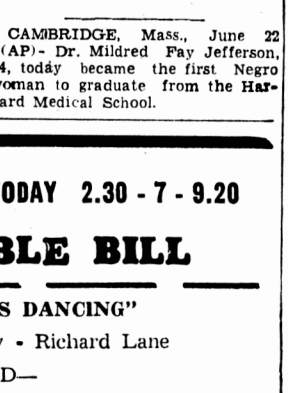 CAMBRIDGE, Mass., June 22
(AP)- Dr. Mildred Fay Jefferson,
4, today became the first Negro
woman to graduate from the Har-
ard Medical School.
ODAY 2.30 - 7 - 9.20
BLE BILL
S DANCING"
- Richard Lane
D—